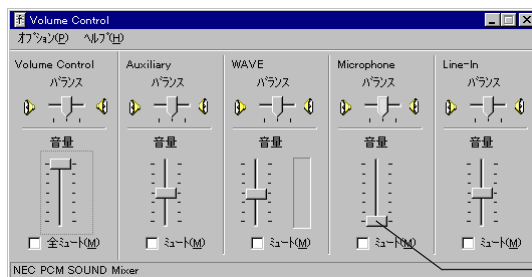 Volume Control
オプション(P) ヘルプ(H)
Volume Control Auxiliary WAVE Microphone Line-In
バランス バランス バランス バランス バランス
音量 音量 音量 音量 音量
全ミュート(M) ミュート(M) ミュート(M) ミュート(M) ミュート(M)
NEC PCM SOUND Mixer